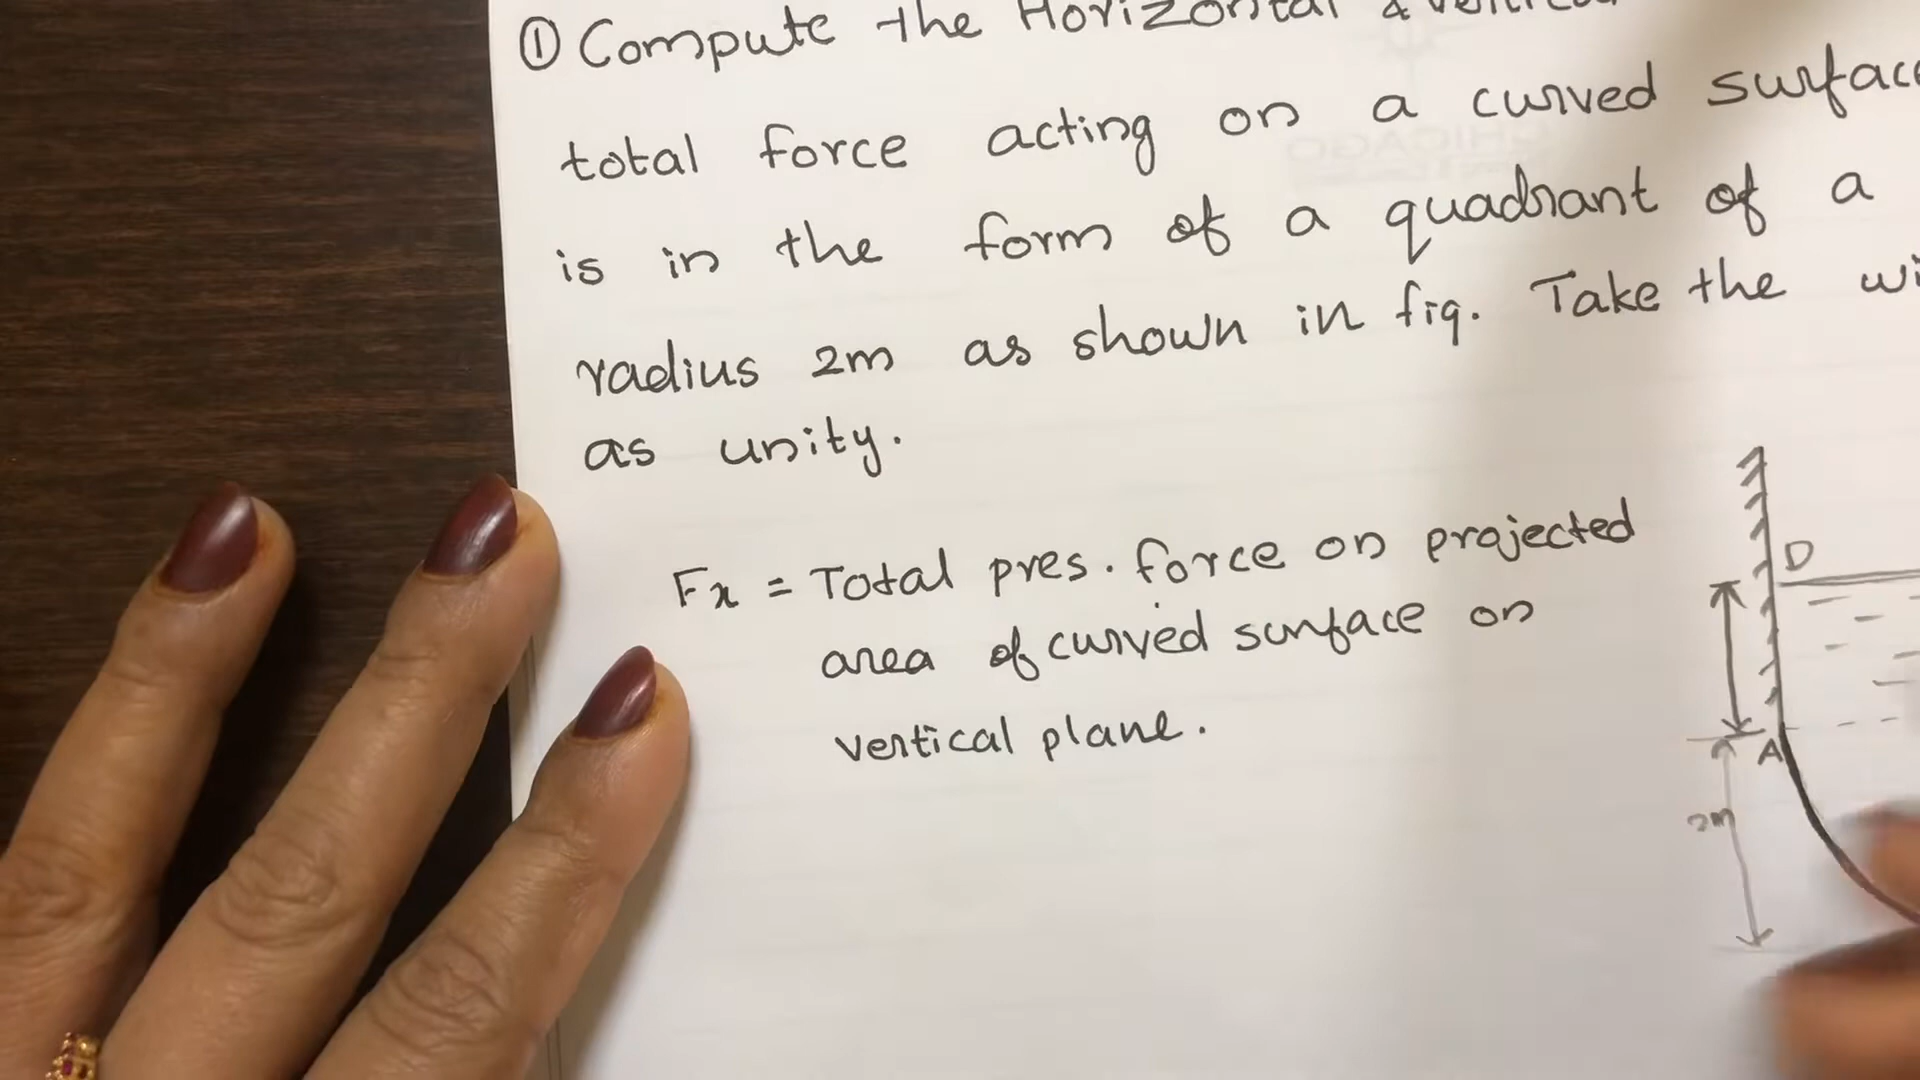 ① Compute the Horizontal &
total force acting on a curved
is in the form of a quadrant of a
radius 2m as shown in fig. Take the
as unity.
Fx = Total pres. force on projected
area of curved surface on
vertical plane.
D
A
2m